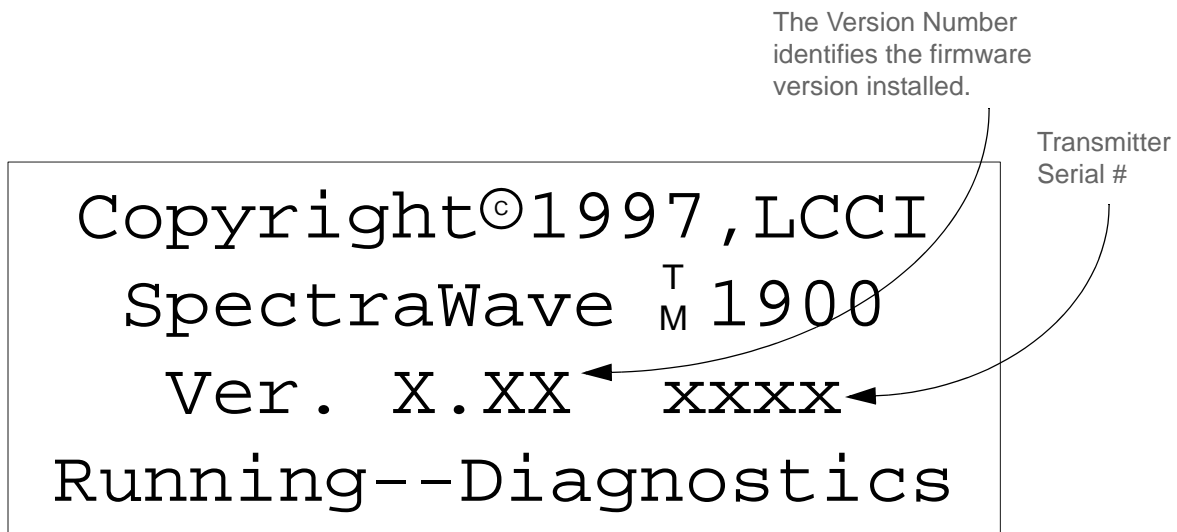 The Version Number
identifies the firmware
version installed.
Transmitter
Serial #
Copyright©1997,LCCI
SpectraWave TM 1900
Ver. X.XX xxxx
Running--Diagnostics